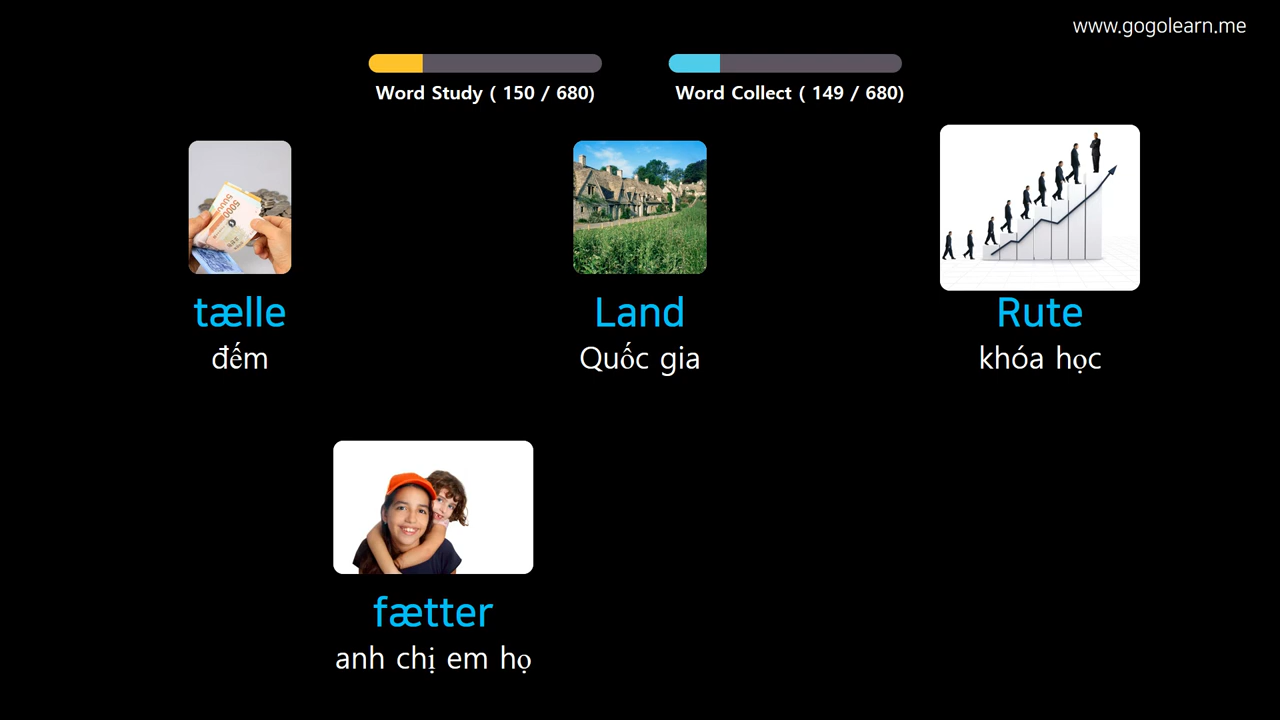 www.gogolearn.me
Word Study ( 150 / 680)
Word Collect ( 149 / 680)
tælle
đếm
Land
Quốc gia
Rute
khóa học
fætter
anh chị em họ